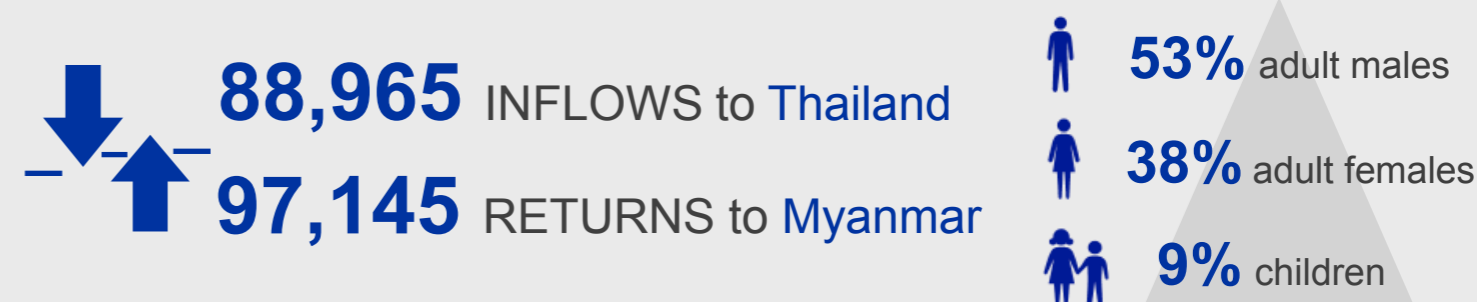 88,965 INFLOWS to Thailand
97,145 RETURNS to Myanmar
53% adult males
38% adult females
9% children